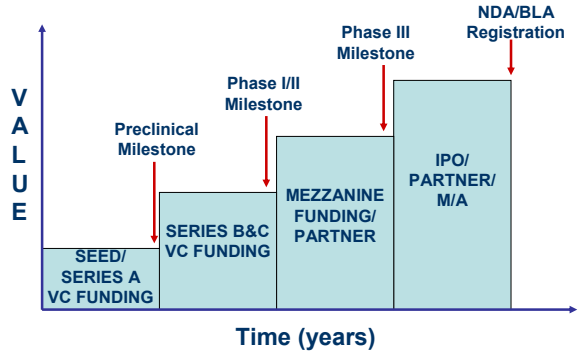 NDA/BLA
Registration
Phase III
Milestone
Phase I/II
Milestone
Preclinical
Milestone
VALUE
IPO/
PARTNER/
M/A
MEZZANINE
FUNDING/
PARTNER
SERIES B&C
VC FUNDING
SEED/
SERIES A
VC FUNDING
Time (years)